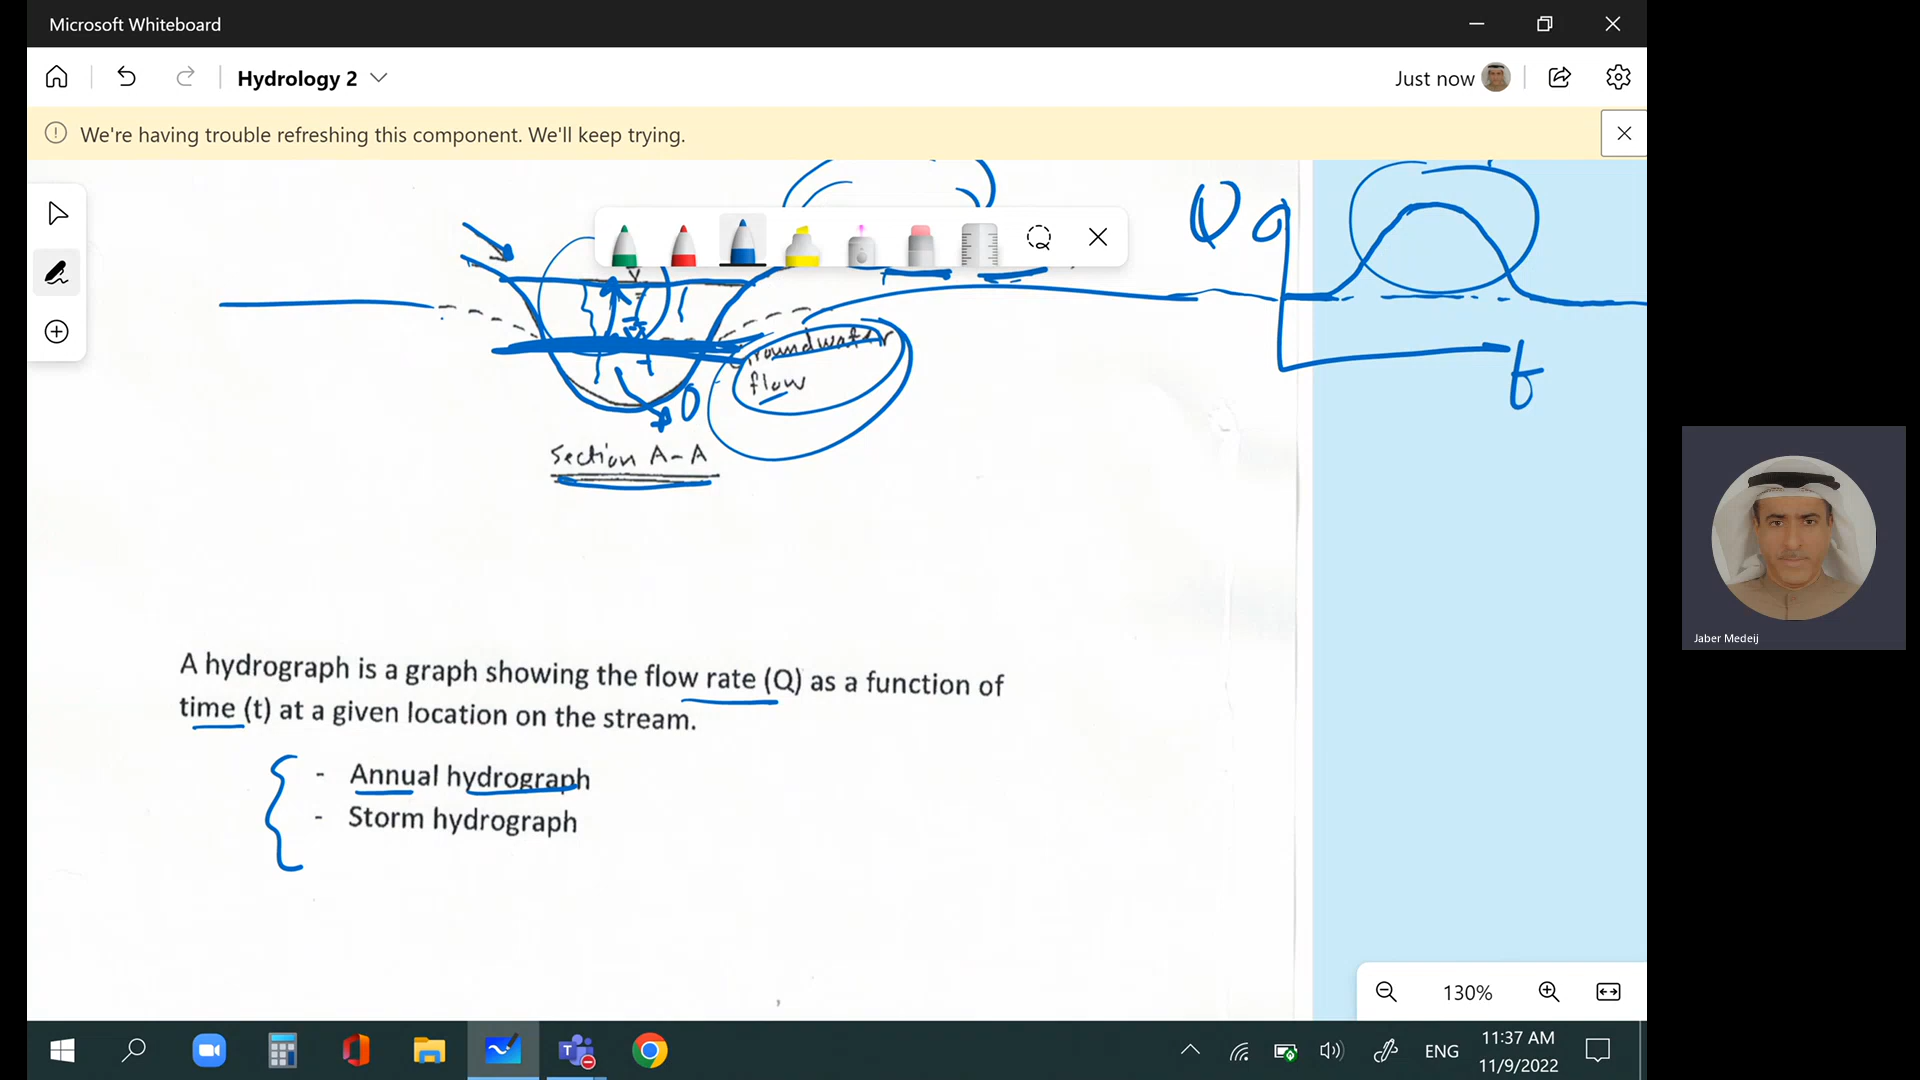 Microsoft Whiteboard
Hydrology 2
Just now
We're having trouble refreshing this component. We'll keep trying.
Q
t
groundwater
flow
Section A-A
A hydrograph is a graph showing the flow rate (Q) as a function of
time (t) at a given location on the stream.
- Annual hydrograph
- Storm hydrograph
Jaber Medeij
130%
ENG
11:37 AM
11/9/2022